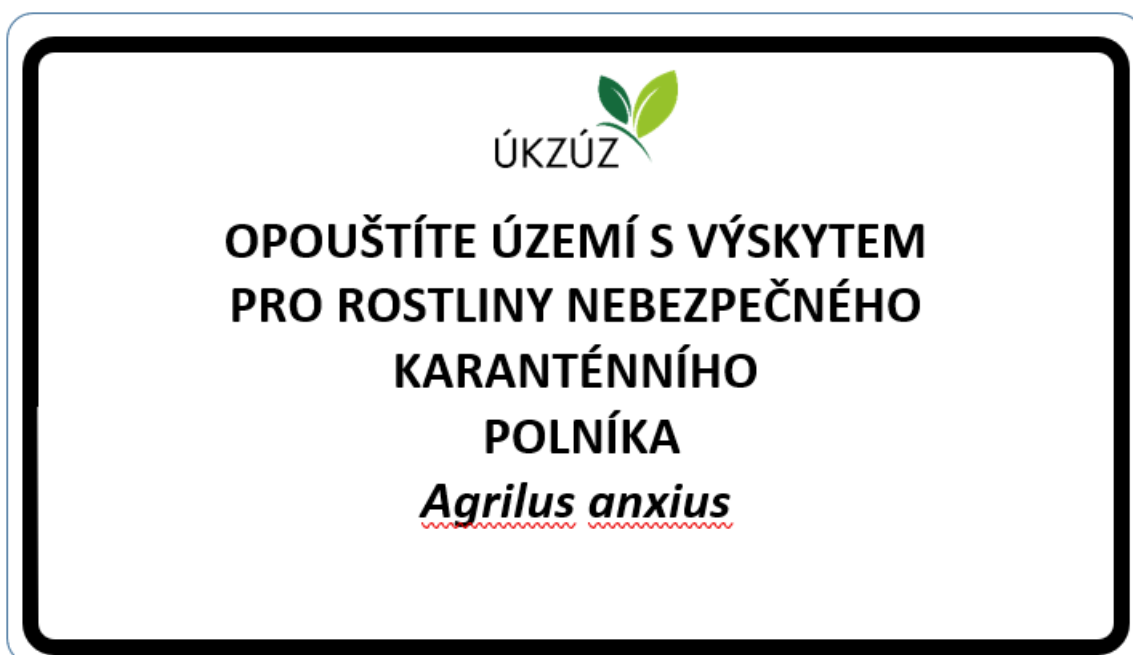 ÚKZÚZ
OPOUŠTÍTE ÚZEMÍ S VÝSKYTEM
PRO ROSTLINY NEBEZPEČNÉHO
KARANTÉNNÍHO
POLNÍKA
Agrilus anxius